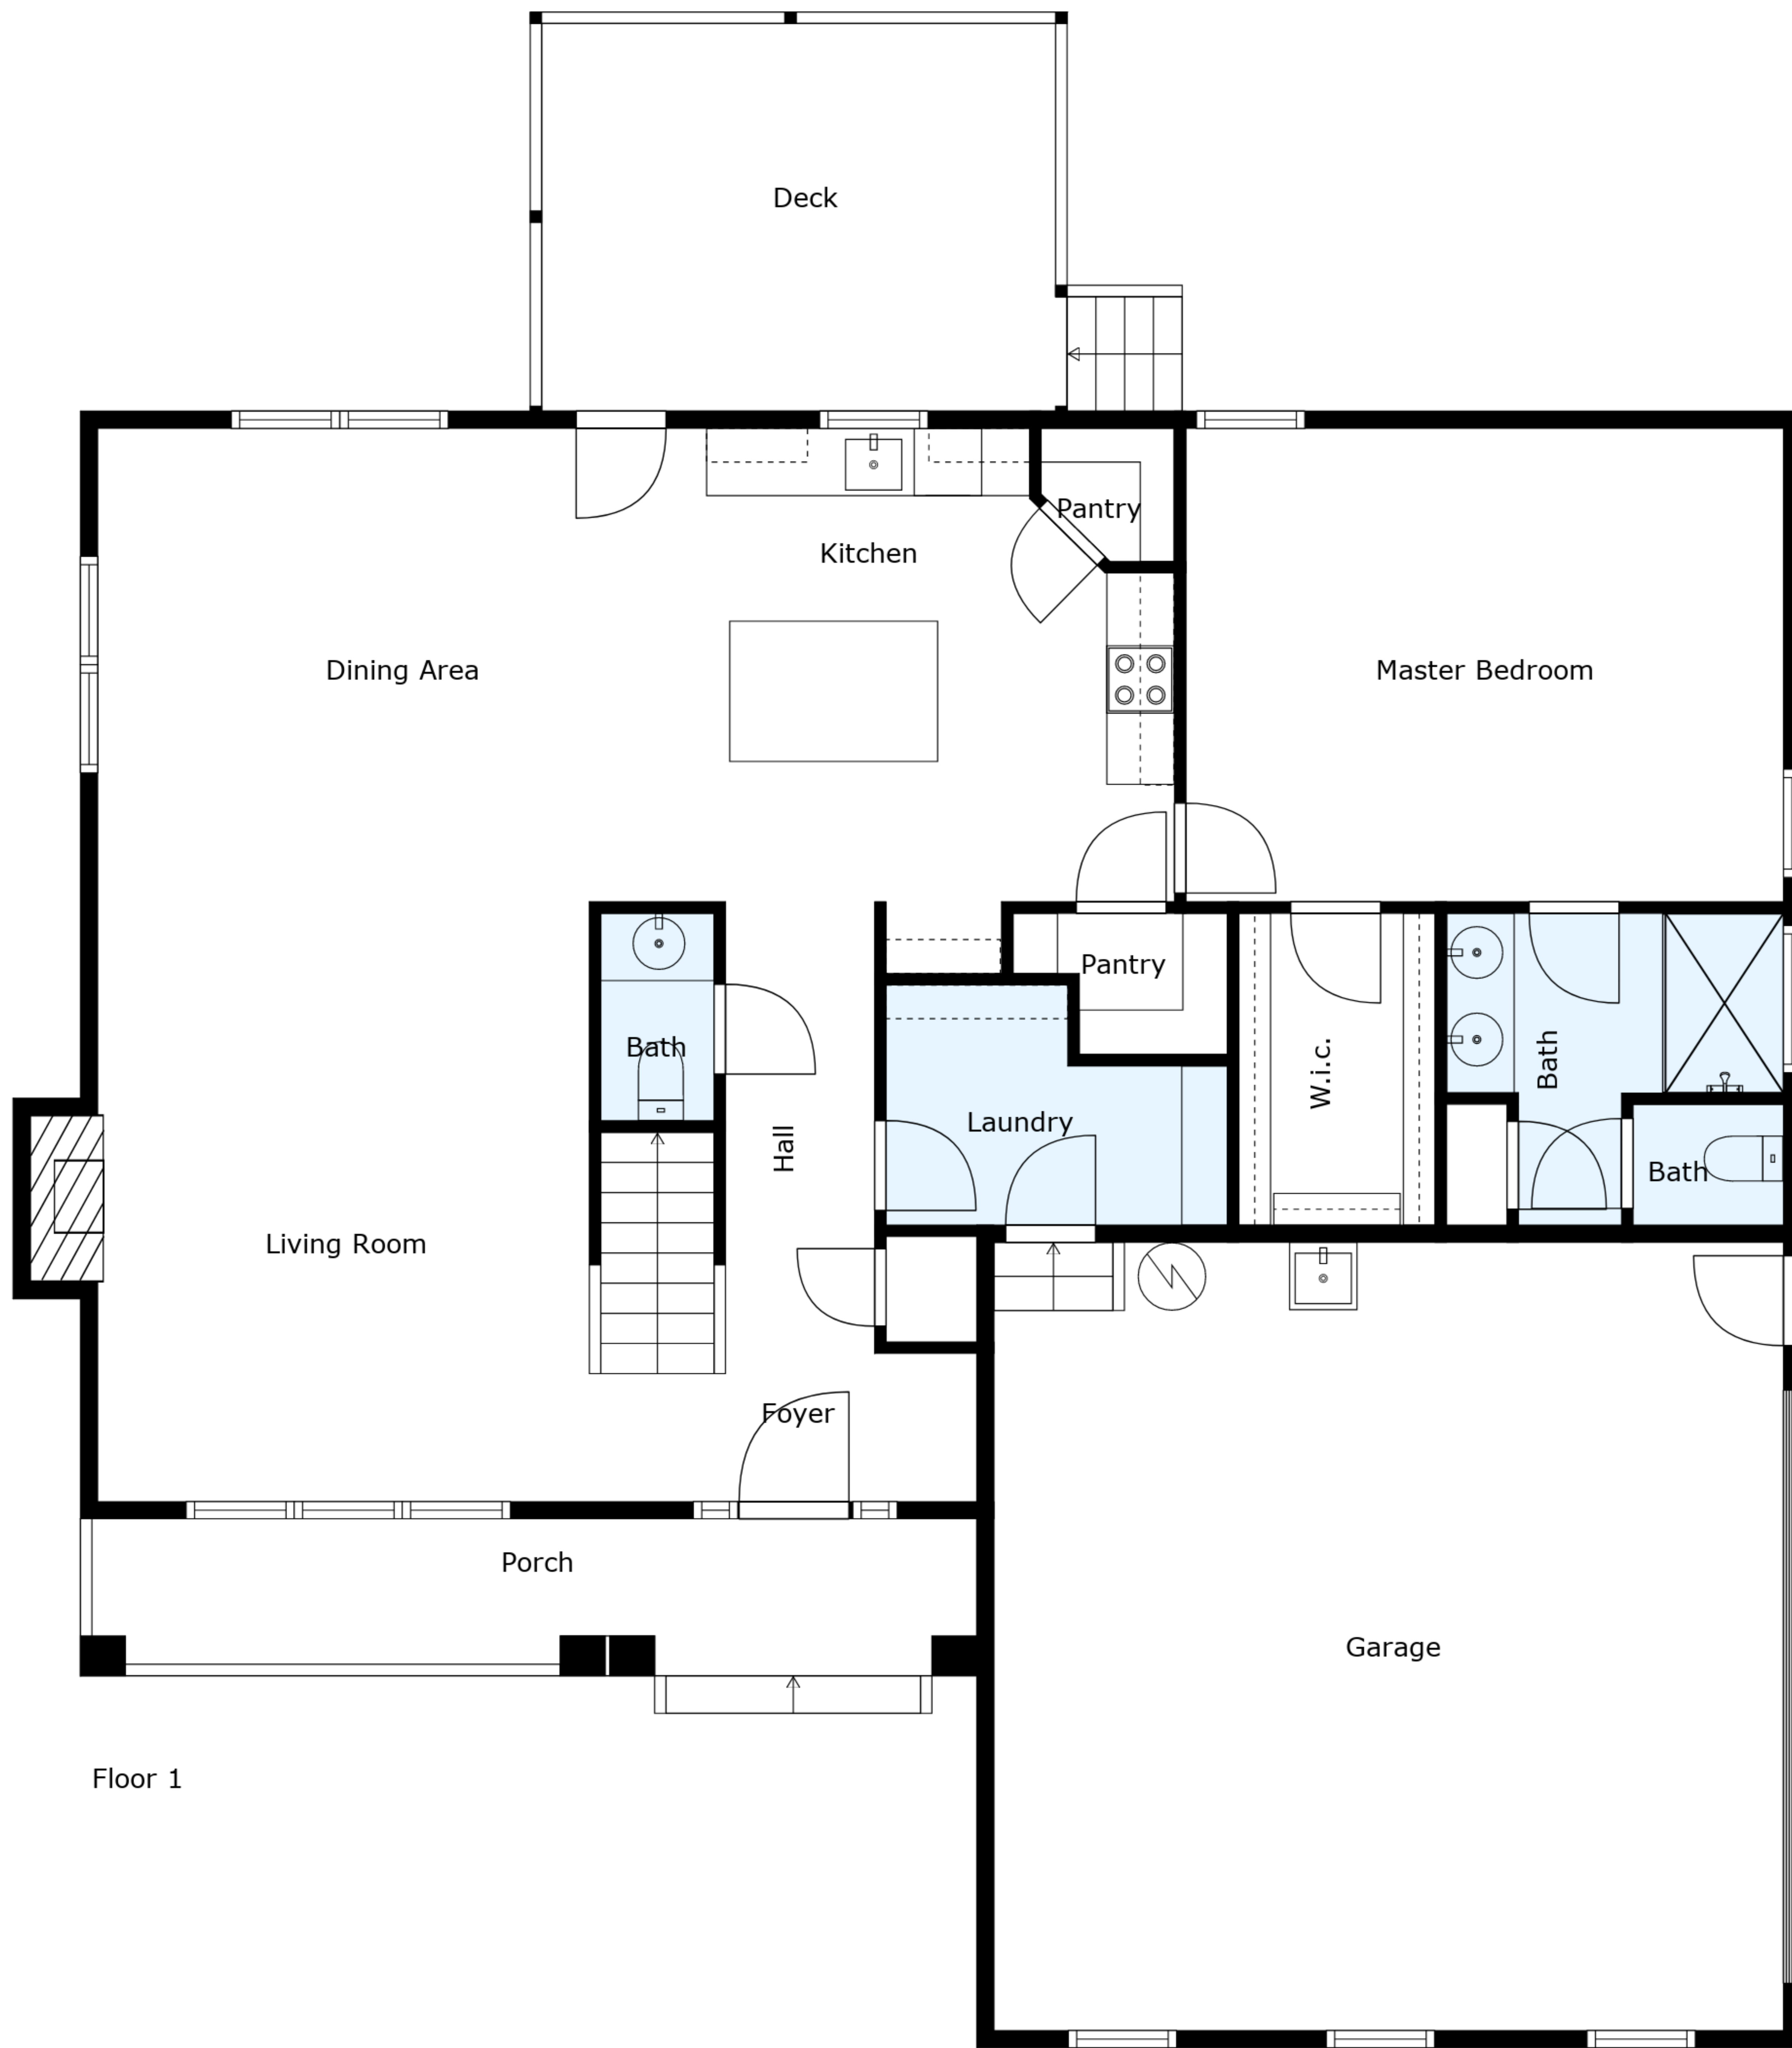 Deck
Pantry
Kitchen
Dining Area
Master Bedroom
Pantry
Bath
Bath
W.i.c.
Laundry
Hall
Bath
Living Room
Foyer
Porch
Garage
Floor 1